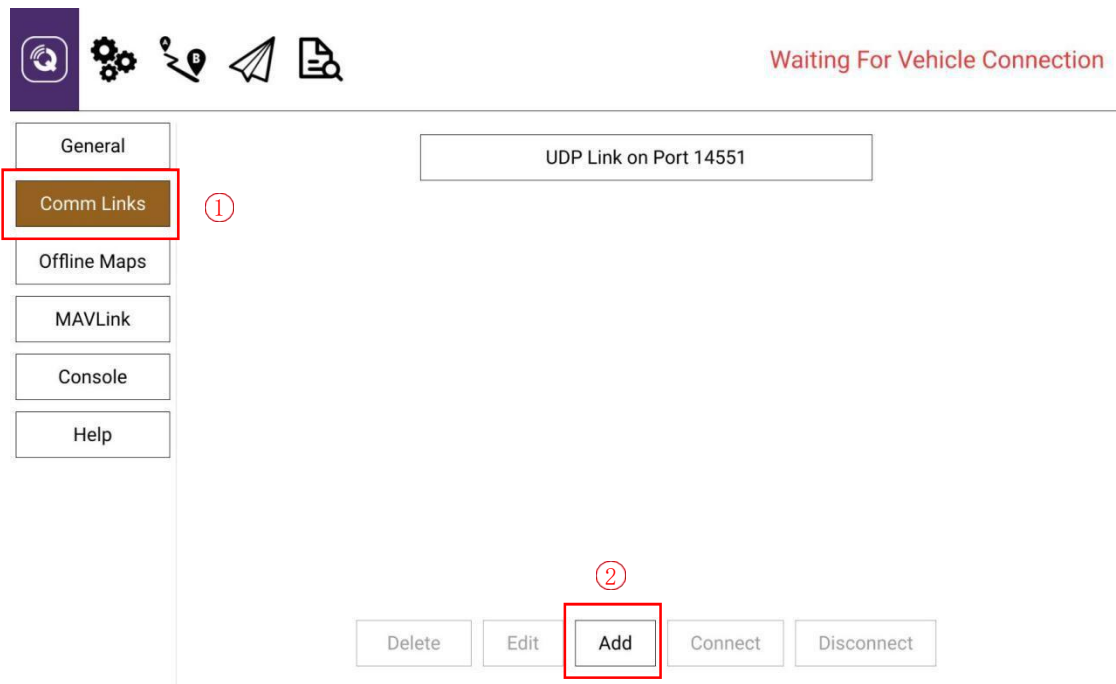 Waiting For Vehicle Connection
General
UDP Link on Port 14551
Comm Links
①
Offline Maps
MAVLink
Console
Help
②
Delete Edit Add Connect Disconnect